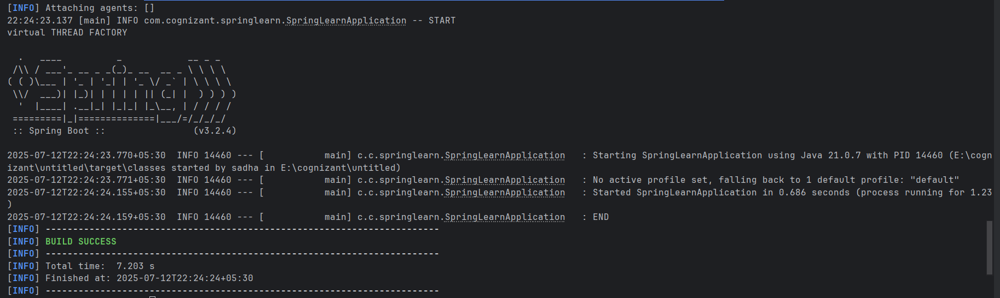 [INFO] Attaching agents: []
22:24:23.137 [main] INFO com.cognizant.springlearn.SpringLearnApplication -- START
virtual THREAD FACTORY

  .   ____          _            __ _ _
 /\\ / ___'_ __ _ _(_)_ __  __ _ \ \ \ \
( ( )\___ | '_ | '_| | '_ \/ _` | \ \ \ \
 \\/  ___)| |_)| | | | | || (_| |  ) ) ) )
  '  |____| .__|_| |_|_| |_\__, | / / / /
 =========|_|==============|___/=/_/_/_/
 :: Spring Boot ::                (v3.2.4)

2025-07-12T22:24:23.770+05:30  INFO 14460 --- [           main] c.c.springlearn.SpringLearnApplication   : Starting SpringLearnApplication using Java 21.0.7 with PID 14460 (E:\cogn
izant\untitled\target\classes started by sadha in E:\cognizant\untitled)
2025-07-12T22:24:23.771+05:30  INFO 14460 --- [           main] c.c.springlearn.SpringLearnApplication   : No active profile set, falling back to 1 default profile: "default"
2025-07-12T22:24:24.155+05:30  INFO 14460 --- [           main] c.c.springlearn.SpringLearnApplication   : Started SpringLearnApplication in 0.686 seconds (process running for 1.23
)
2025-07-12T22:24:24.159+05:30  INFO 14460 --- [           main] c.c.springlearn.SpringLearnApplication   : END
[INFO] ------------------------------------------------------------------------
[INFO] BUILD SUCCESS
[INFO] ------------------------------------------------------------------------
[INFO] Total time:  7.203 s
[INFO] Finished at: 2025-07-12T22:24:24+05:30
[INFO] ------------------------------------------------------------------------